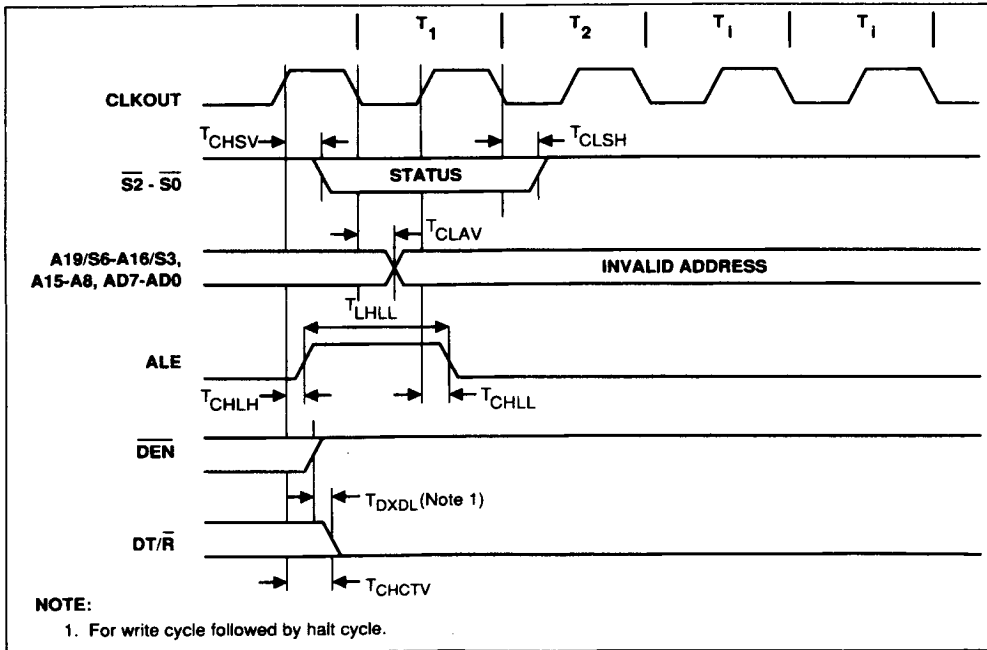 T1 T2 Ti Ti
CLKOUT
TCHSV TCLSH
S2 - S0 STATUS
TCLAV
A19/S6-A16/S3,
A15-A8, AD7-AD0 INVALID ADDRESS
TLHLL
ALE
TCHLH TCHLL
DEN
TDXDL (Note 1)
DT/R
TCHCTV
NOTE:
1. For write cycle followed by halt cycle.